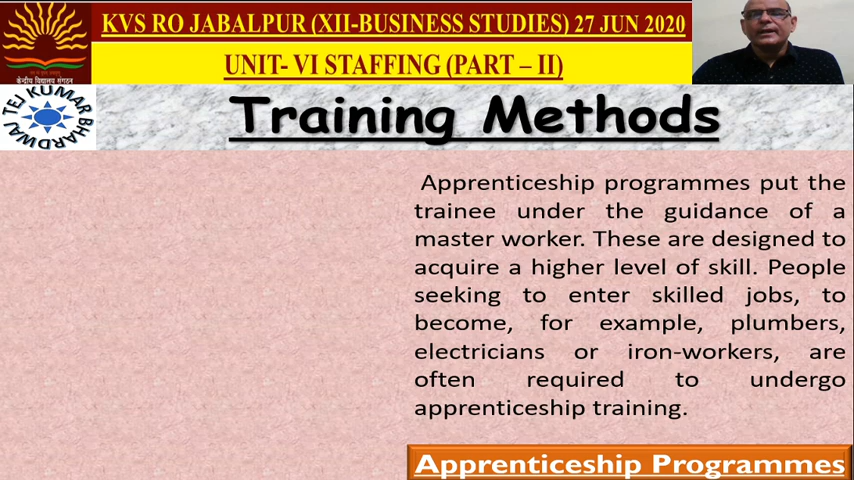 KVS RO JABALPUR (XII-BUSINESS STUDIES) 27 JUN 2020
UNIT- VI STAFFING (PART – II)
केन्द्रीय विद्यालय संगठन
TEJ KUMAR BHARDWAJ
Training Methods
Apprenticeship programmes put the
trainee under the guidance of a
master worker. These are designed to
acquire a higher level of skill. People
seeking to enter skilled jobs, to
become, for example, plumbers,
electricians or iron-workers, are
often required to undergo
apprenticeship training.
Apprenticeship Programmes